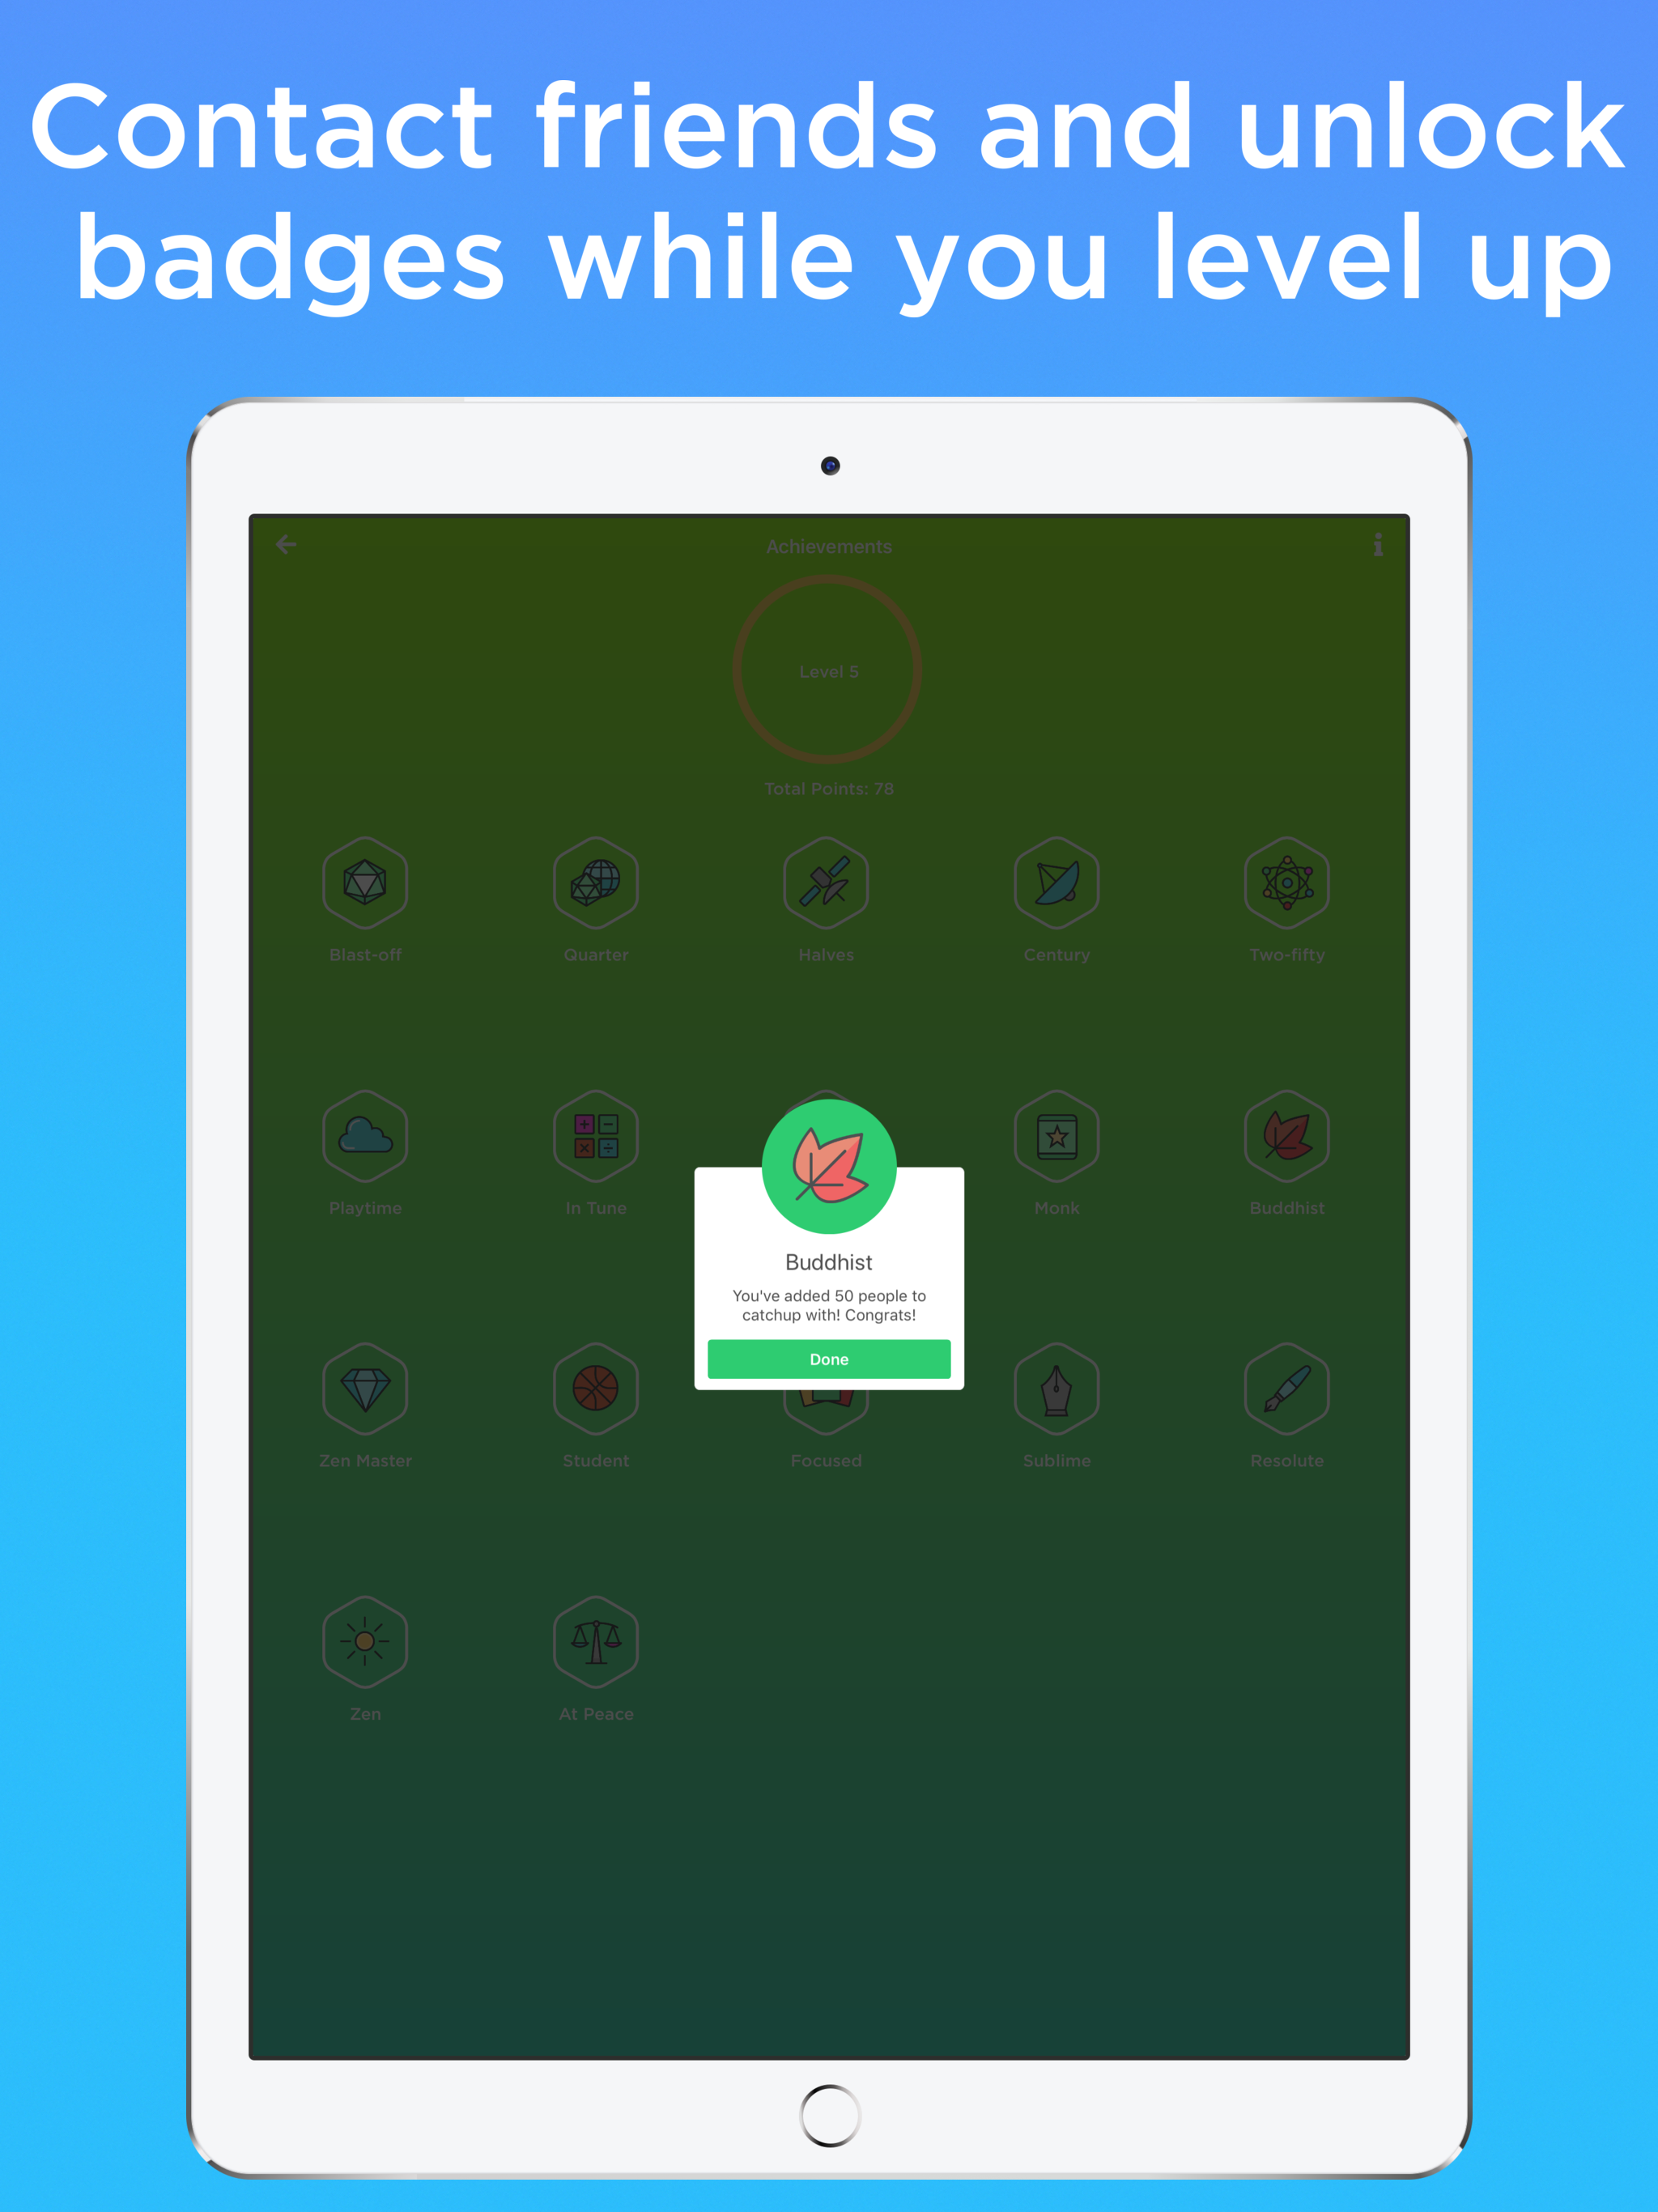 Contact friends and unlock
badges while you level up
Achievements
Level 5
Total Points: 78
Blast-off
Quarter
Halves
Century
Two-fifty
Playtime
In Tune
Monk
Buddhist
Buddhist
You've added 50 people to
catchup with! Congrats!
Done
Zen Master
Student
Focused
Sublime
Resolute
Zen
At Peace